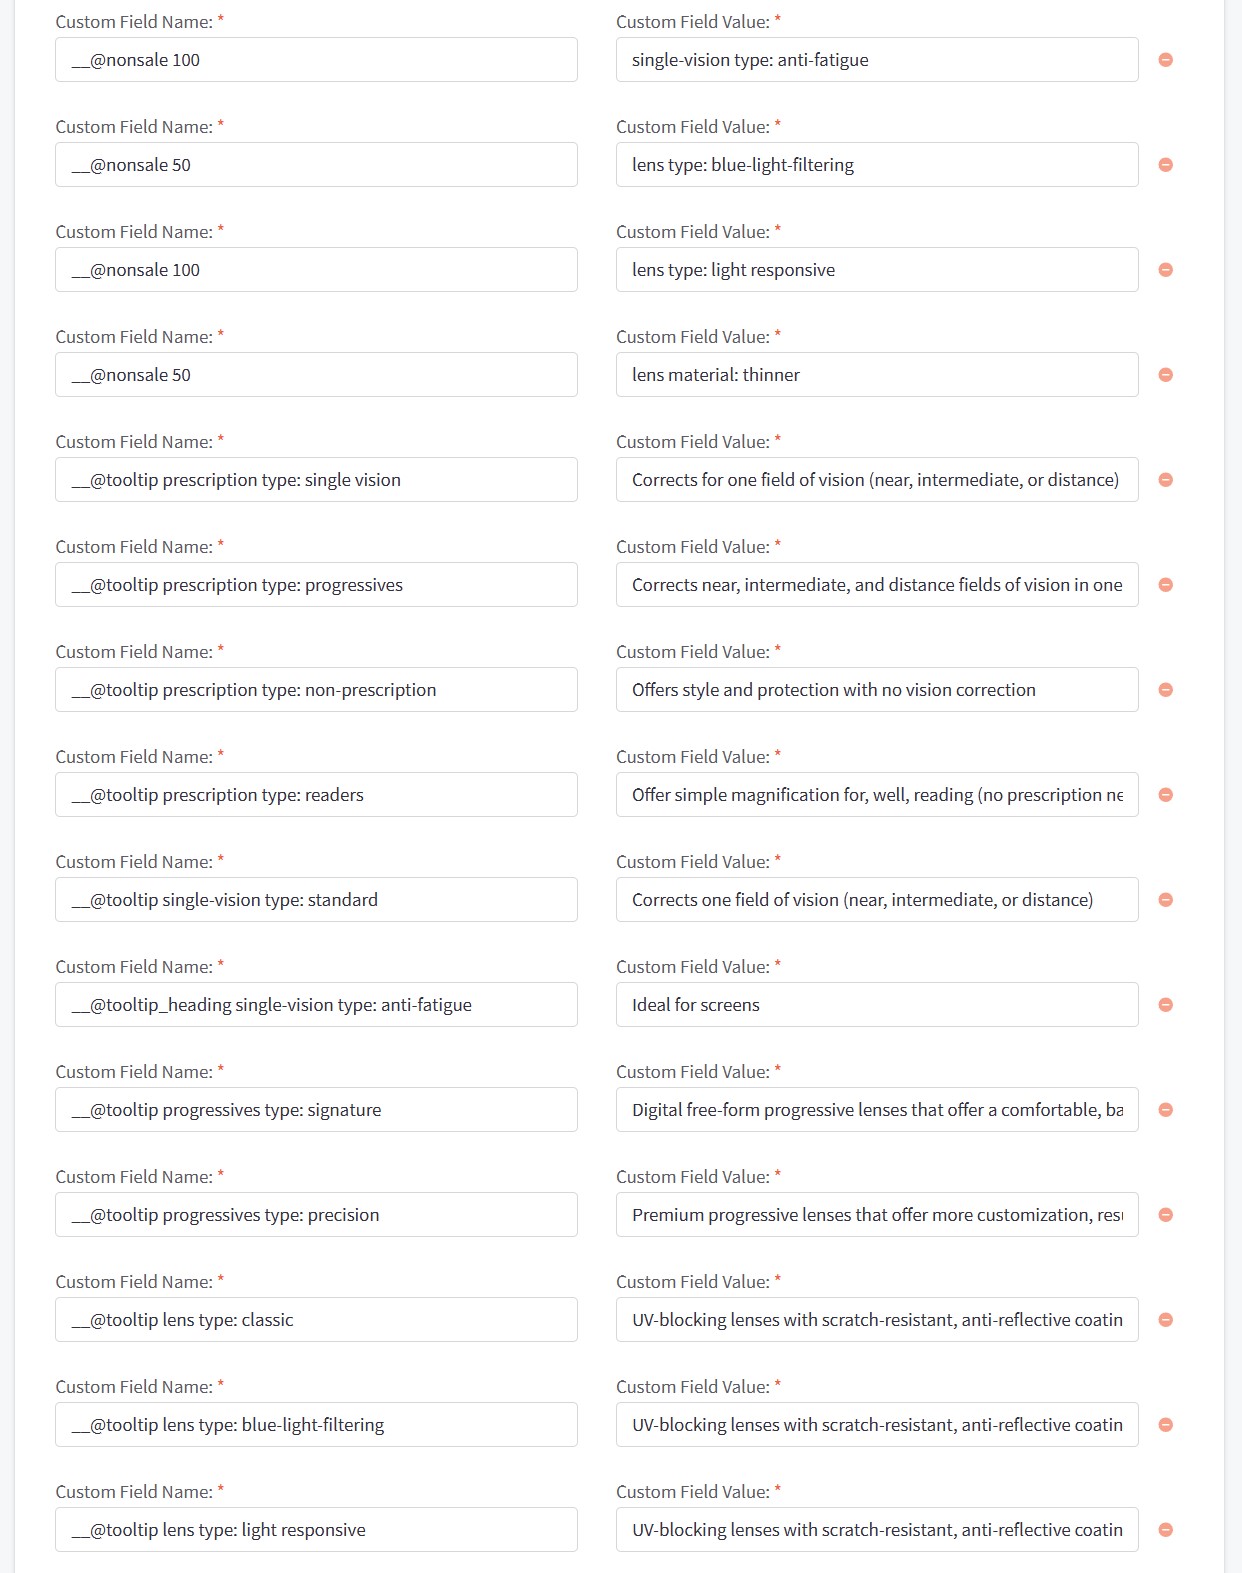 Custom Field Name: * Custom Field Value: *
__@nonsale 100 single-vision type: anti-fatigue
Custom Field Name: * Custom Field Value: *
__@nonsale 50 lens type: blue-light-filtering
Custom Field Name: * Custom Field Value: *
__@nonsale 100 lens type: light responsive
Custom Field Name: * Custom Field Value: *
__@nonsale 50 lens material: thinner
Custom Field Name: * Custom Field Value: *
__@tooltip prescription type: single vision Corrects for one field of vision (near, intermediate, or distance)
Custom Field Name: * Custom Field Value: *
__@tooltip prescription type: progressives Corrects near, intermediate, and distance fields of vision in one
Custom Field Name: * Custom Field Value: *
__@tooltip prescription type: non-prescription Offers style and protection with no vision correction
Custom Field Name: * Custom Field Value: *
__@tooltip prescription type: readers Offer simple magnification for, well, reading (no prescription ne
Custom Field Name: * Custom Field Value: *
__@tooltip single-vision type: standard Corrects one field of vision (near, intermediate, or distance)
Custom Field Name: * Custom Field Value: *
__@tooltip_heading single-vision type: anti-fatigue Ideal for screens
Custom Field Name: * Custom Field Value: *
__@tooltip progressives type: signature Digital free-form progressive lenses that offer a comfortable, ba
Custom Field Name: * Custom Field Value: *
__@tooltip progressives type: precision Premium progressive lenses that offer more customization, res
Custom Field Name: * Custom Field Value: *
__@tooltip lens type: classic UV-blocking lenses with scratch-resistant, anti-reflective coatin
Custom Field Name: * Custom Field Value: *
__@tooltip lens type: blue-light-filtering UV-blocking lenses with scratch-resistant, anti-reflective coatin
Custom Field Name: * Custom Field Value: *
__@tooltip lens type: light responsive UV-blocking lenses with scratch-resistant, anti-reflective coatin